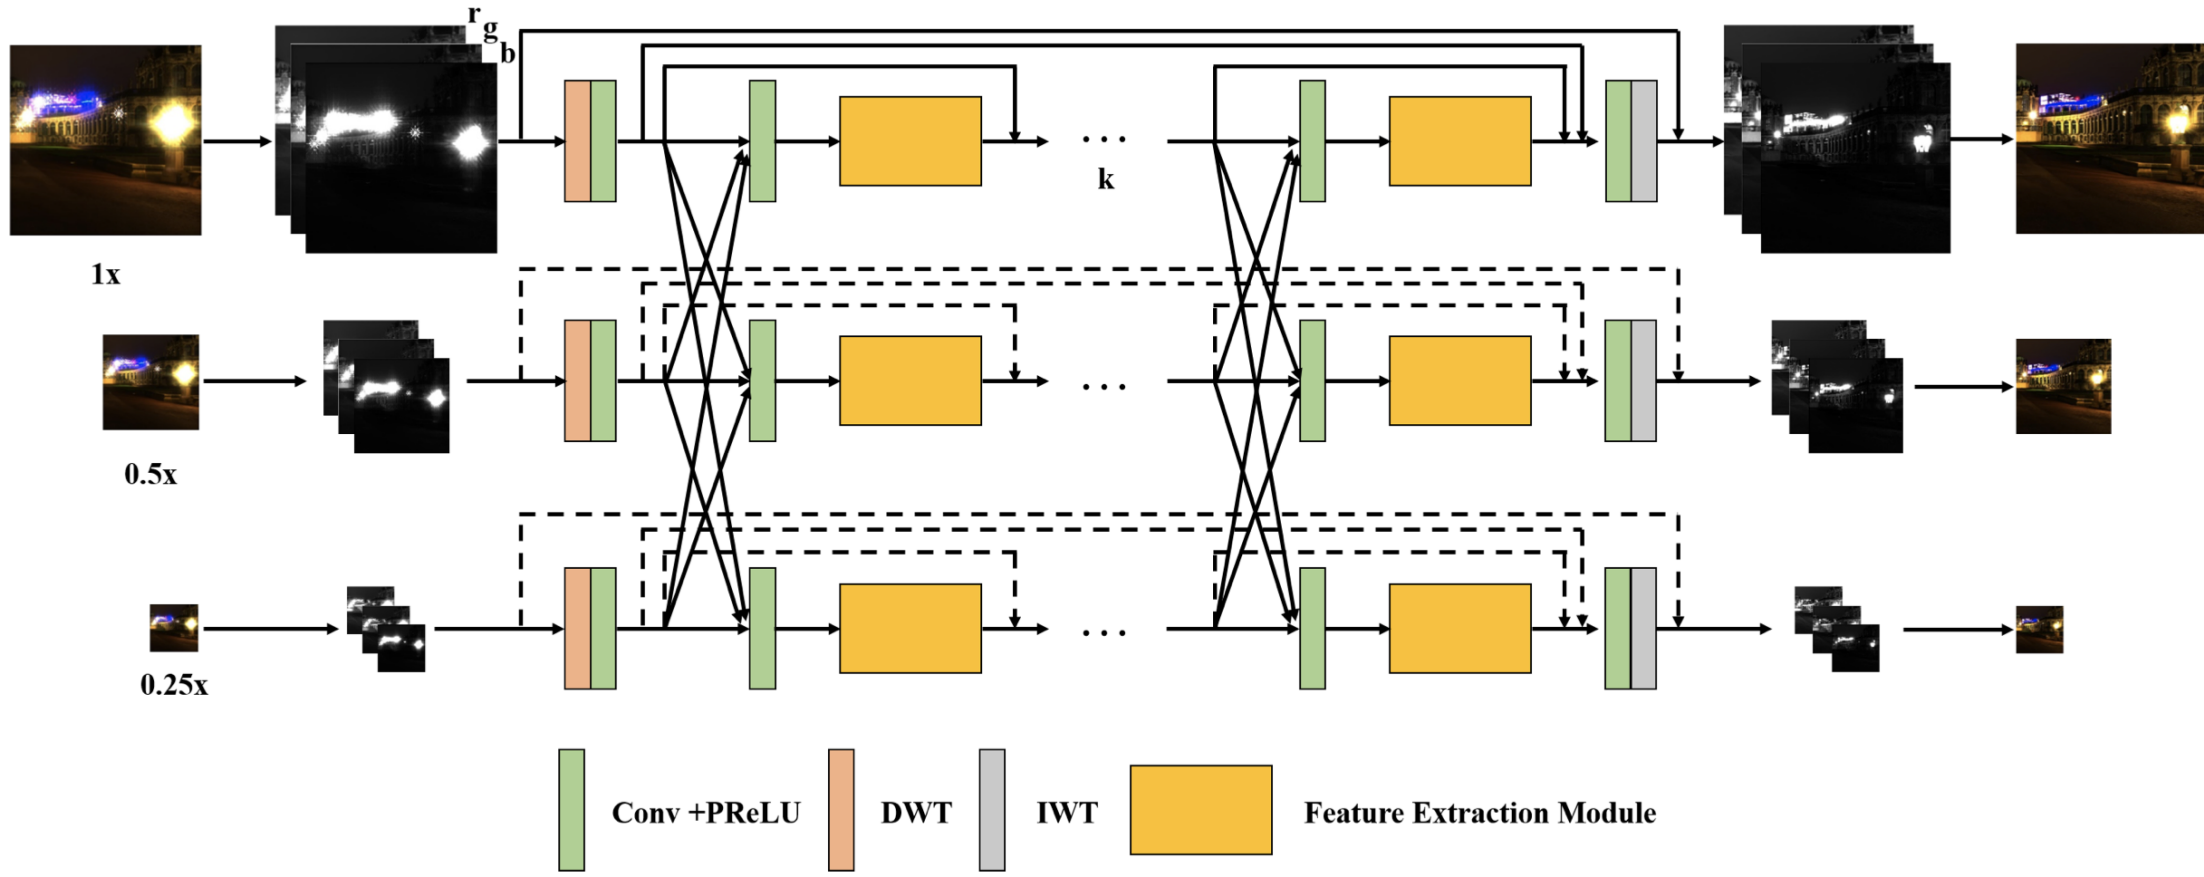 r
g
b
1x
...
k
0.5x
...
0.25x
...
Conv +PReLU
DWT
IWT
Feature Extraction Module